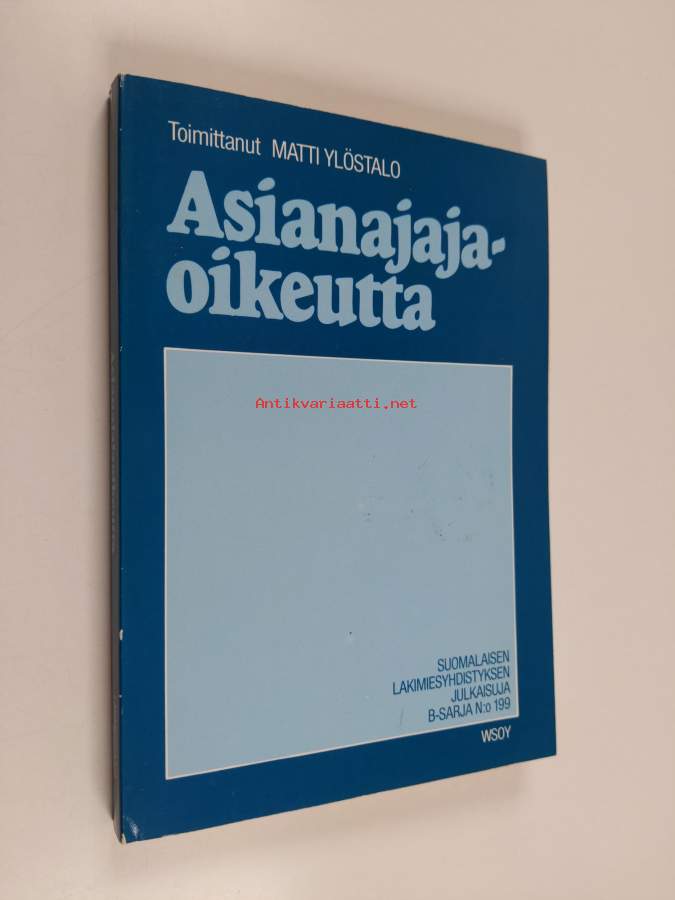 Toimittanut MATTI YLÖSTALO
Asianajaja-
oikeutta
Antikvariaatti.net
SUOMALAISEN
LAKIMIESYHDISTYKSEN
JULKAISUJA
B-SARJA N:o 199
WSOY